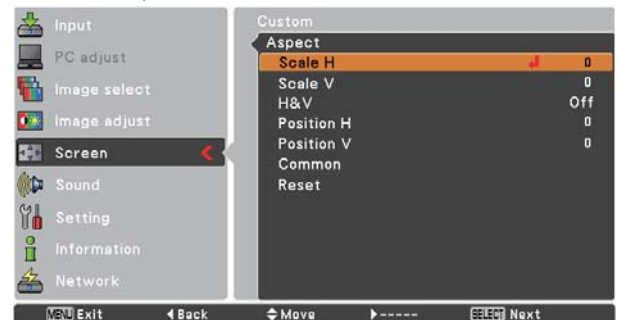 Input
PC adjust
Image select
Image adjust
Screen
Sound
Setting
Information
Network
Custom
Aspect
Scale H 0
Scale V 0
H&V Off
Position H 0
Position V 0
Common
Reset
MENU Exit Back Move ----- SELECT Next